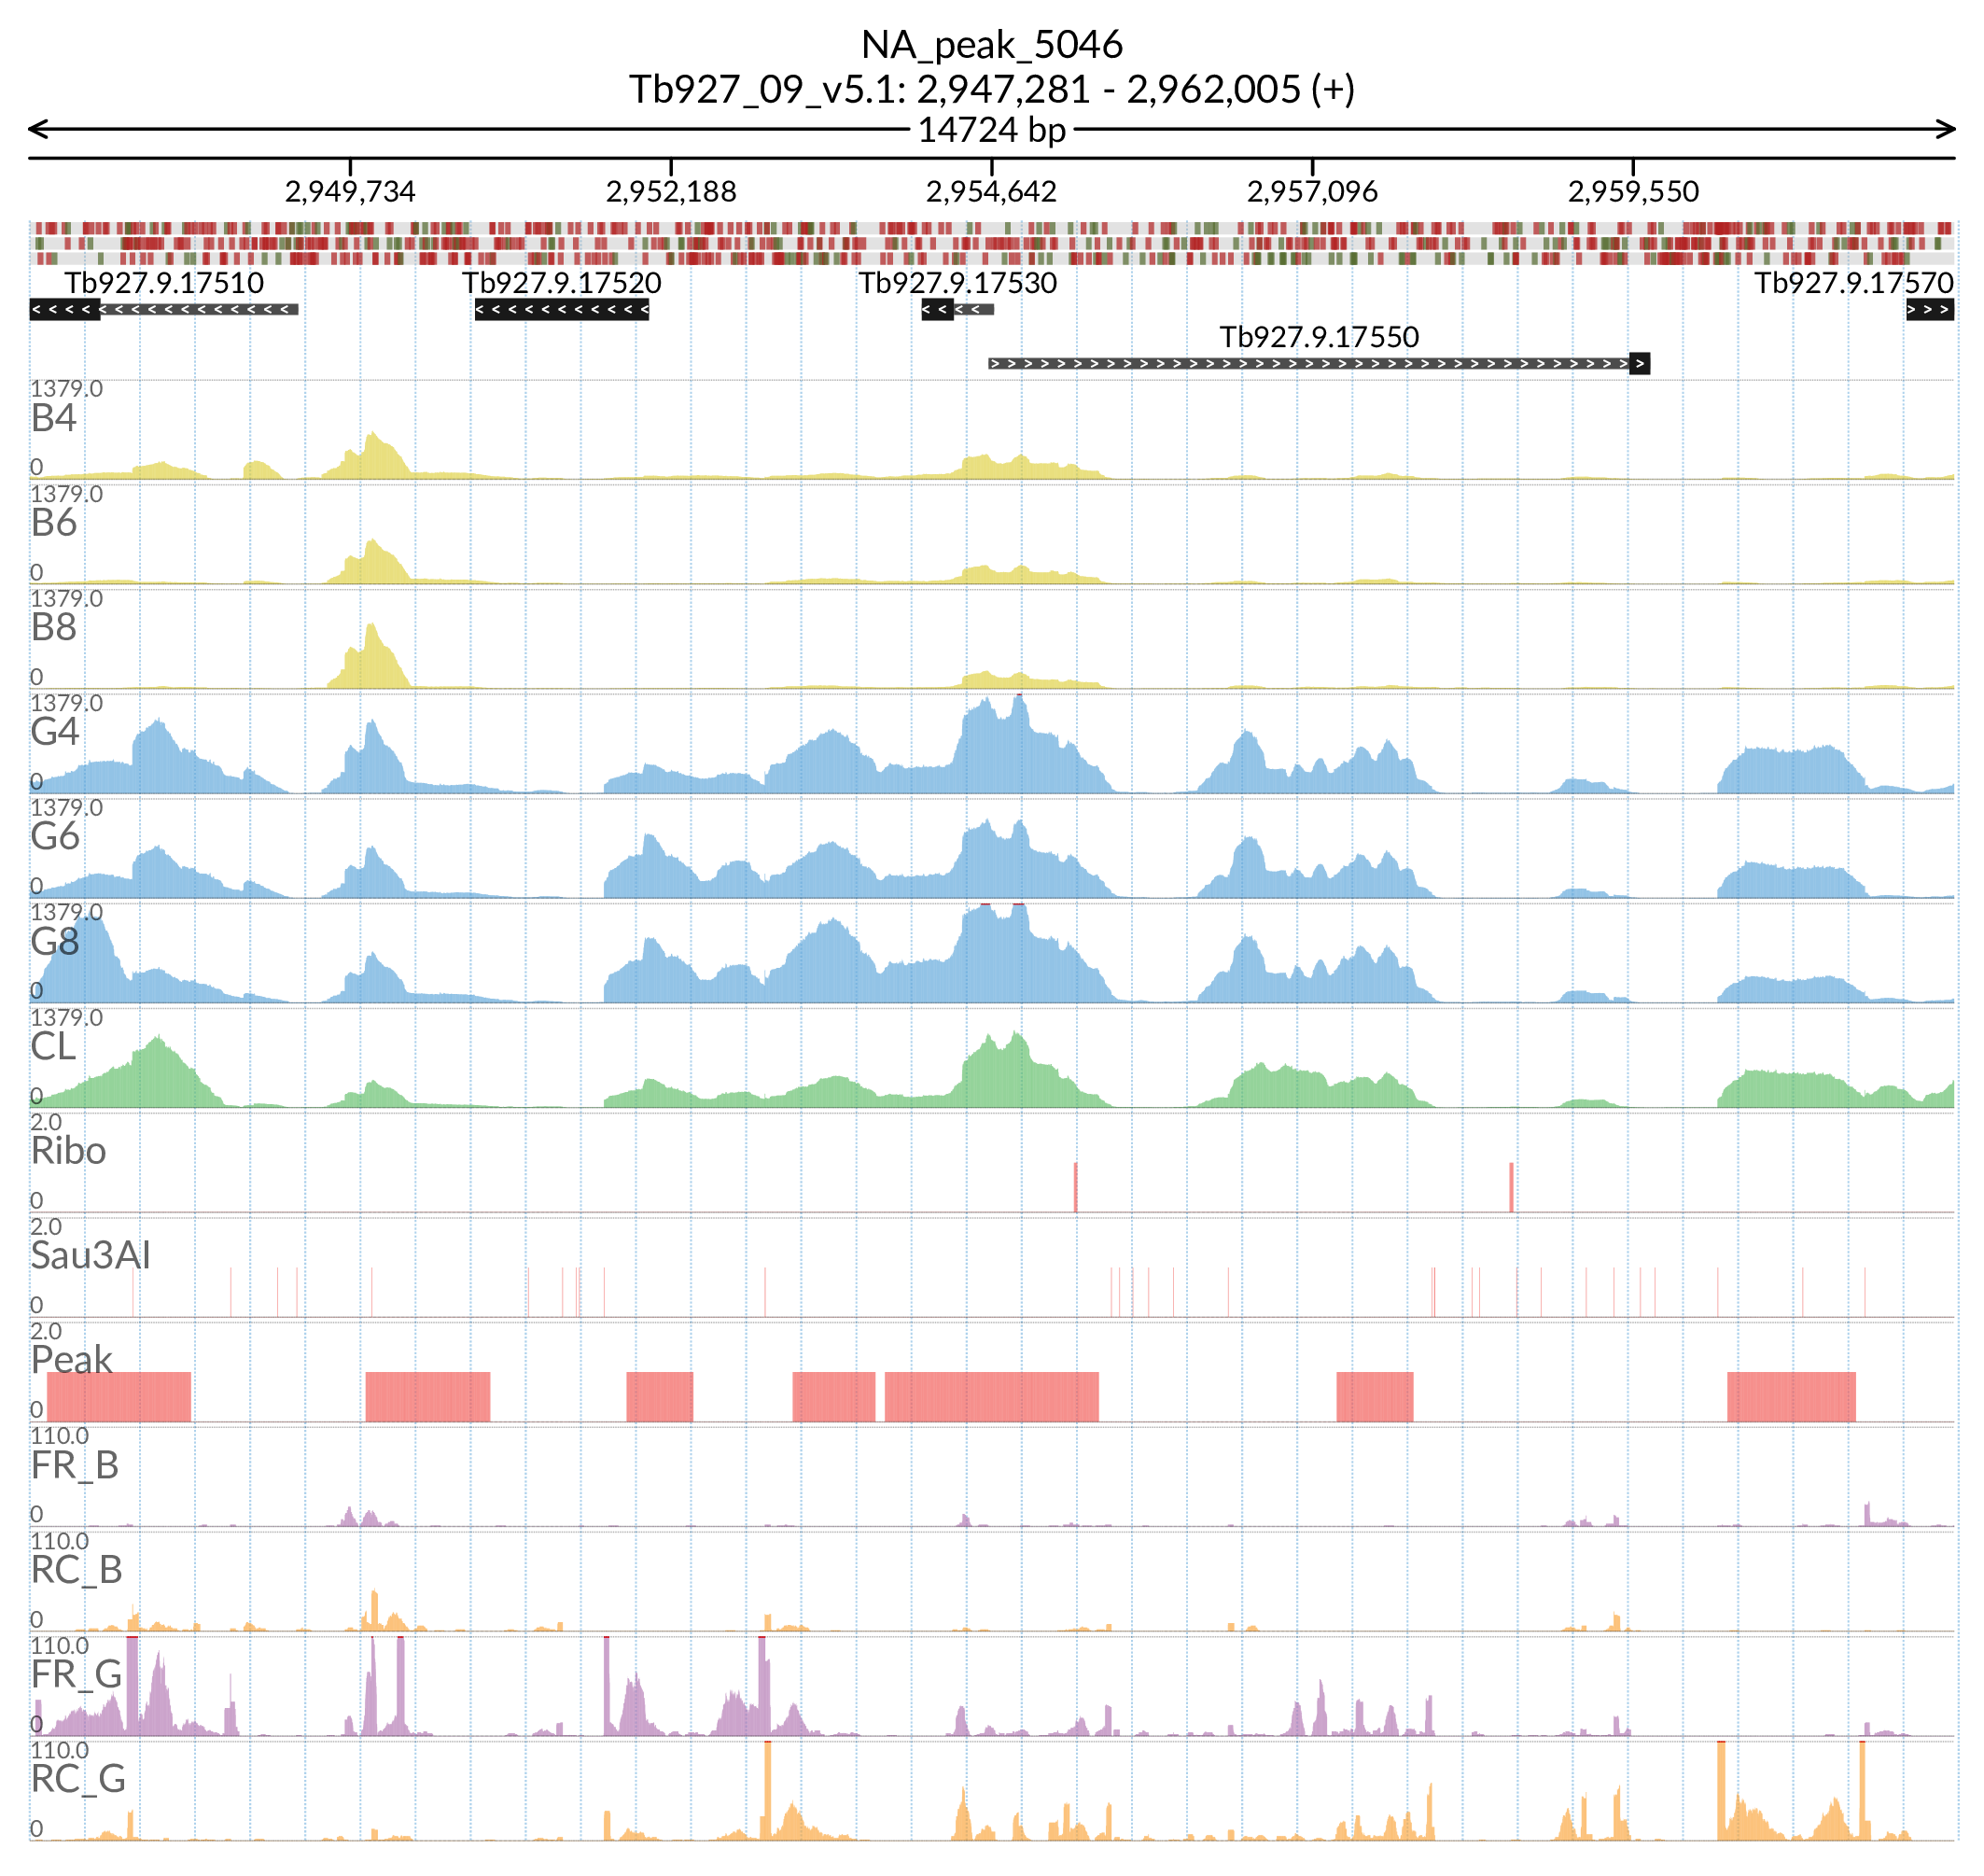 NA_peak_5046
Tb927_09_v5.1: 2,947,281 - 2,962,005 (+)
14724 bp
2,949,734 2,952,188 2,954,642 2,957,096 2,959,550
Tb927.9.17510 Tb927.9.17520 Tb927.9.17530 Tb927.9.17570
Tb927.9.17550
1379.0
B4
0
1379.0
B6
0
1379.0
B8
0
1379.0
G4
0
1379.0
G6
0
1379.0
G8
0
1379.0
CL
0
2.0
Ribo
0
2.0
Sau3AI
0
2.0
Peak
0
110.0
FR_B
0
110.0
RC_B
0
110.0
FR_G
0
110.0
RC_G
0